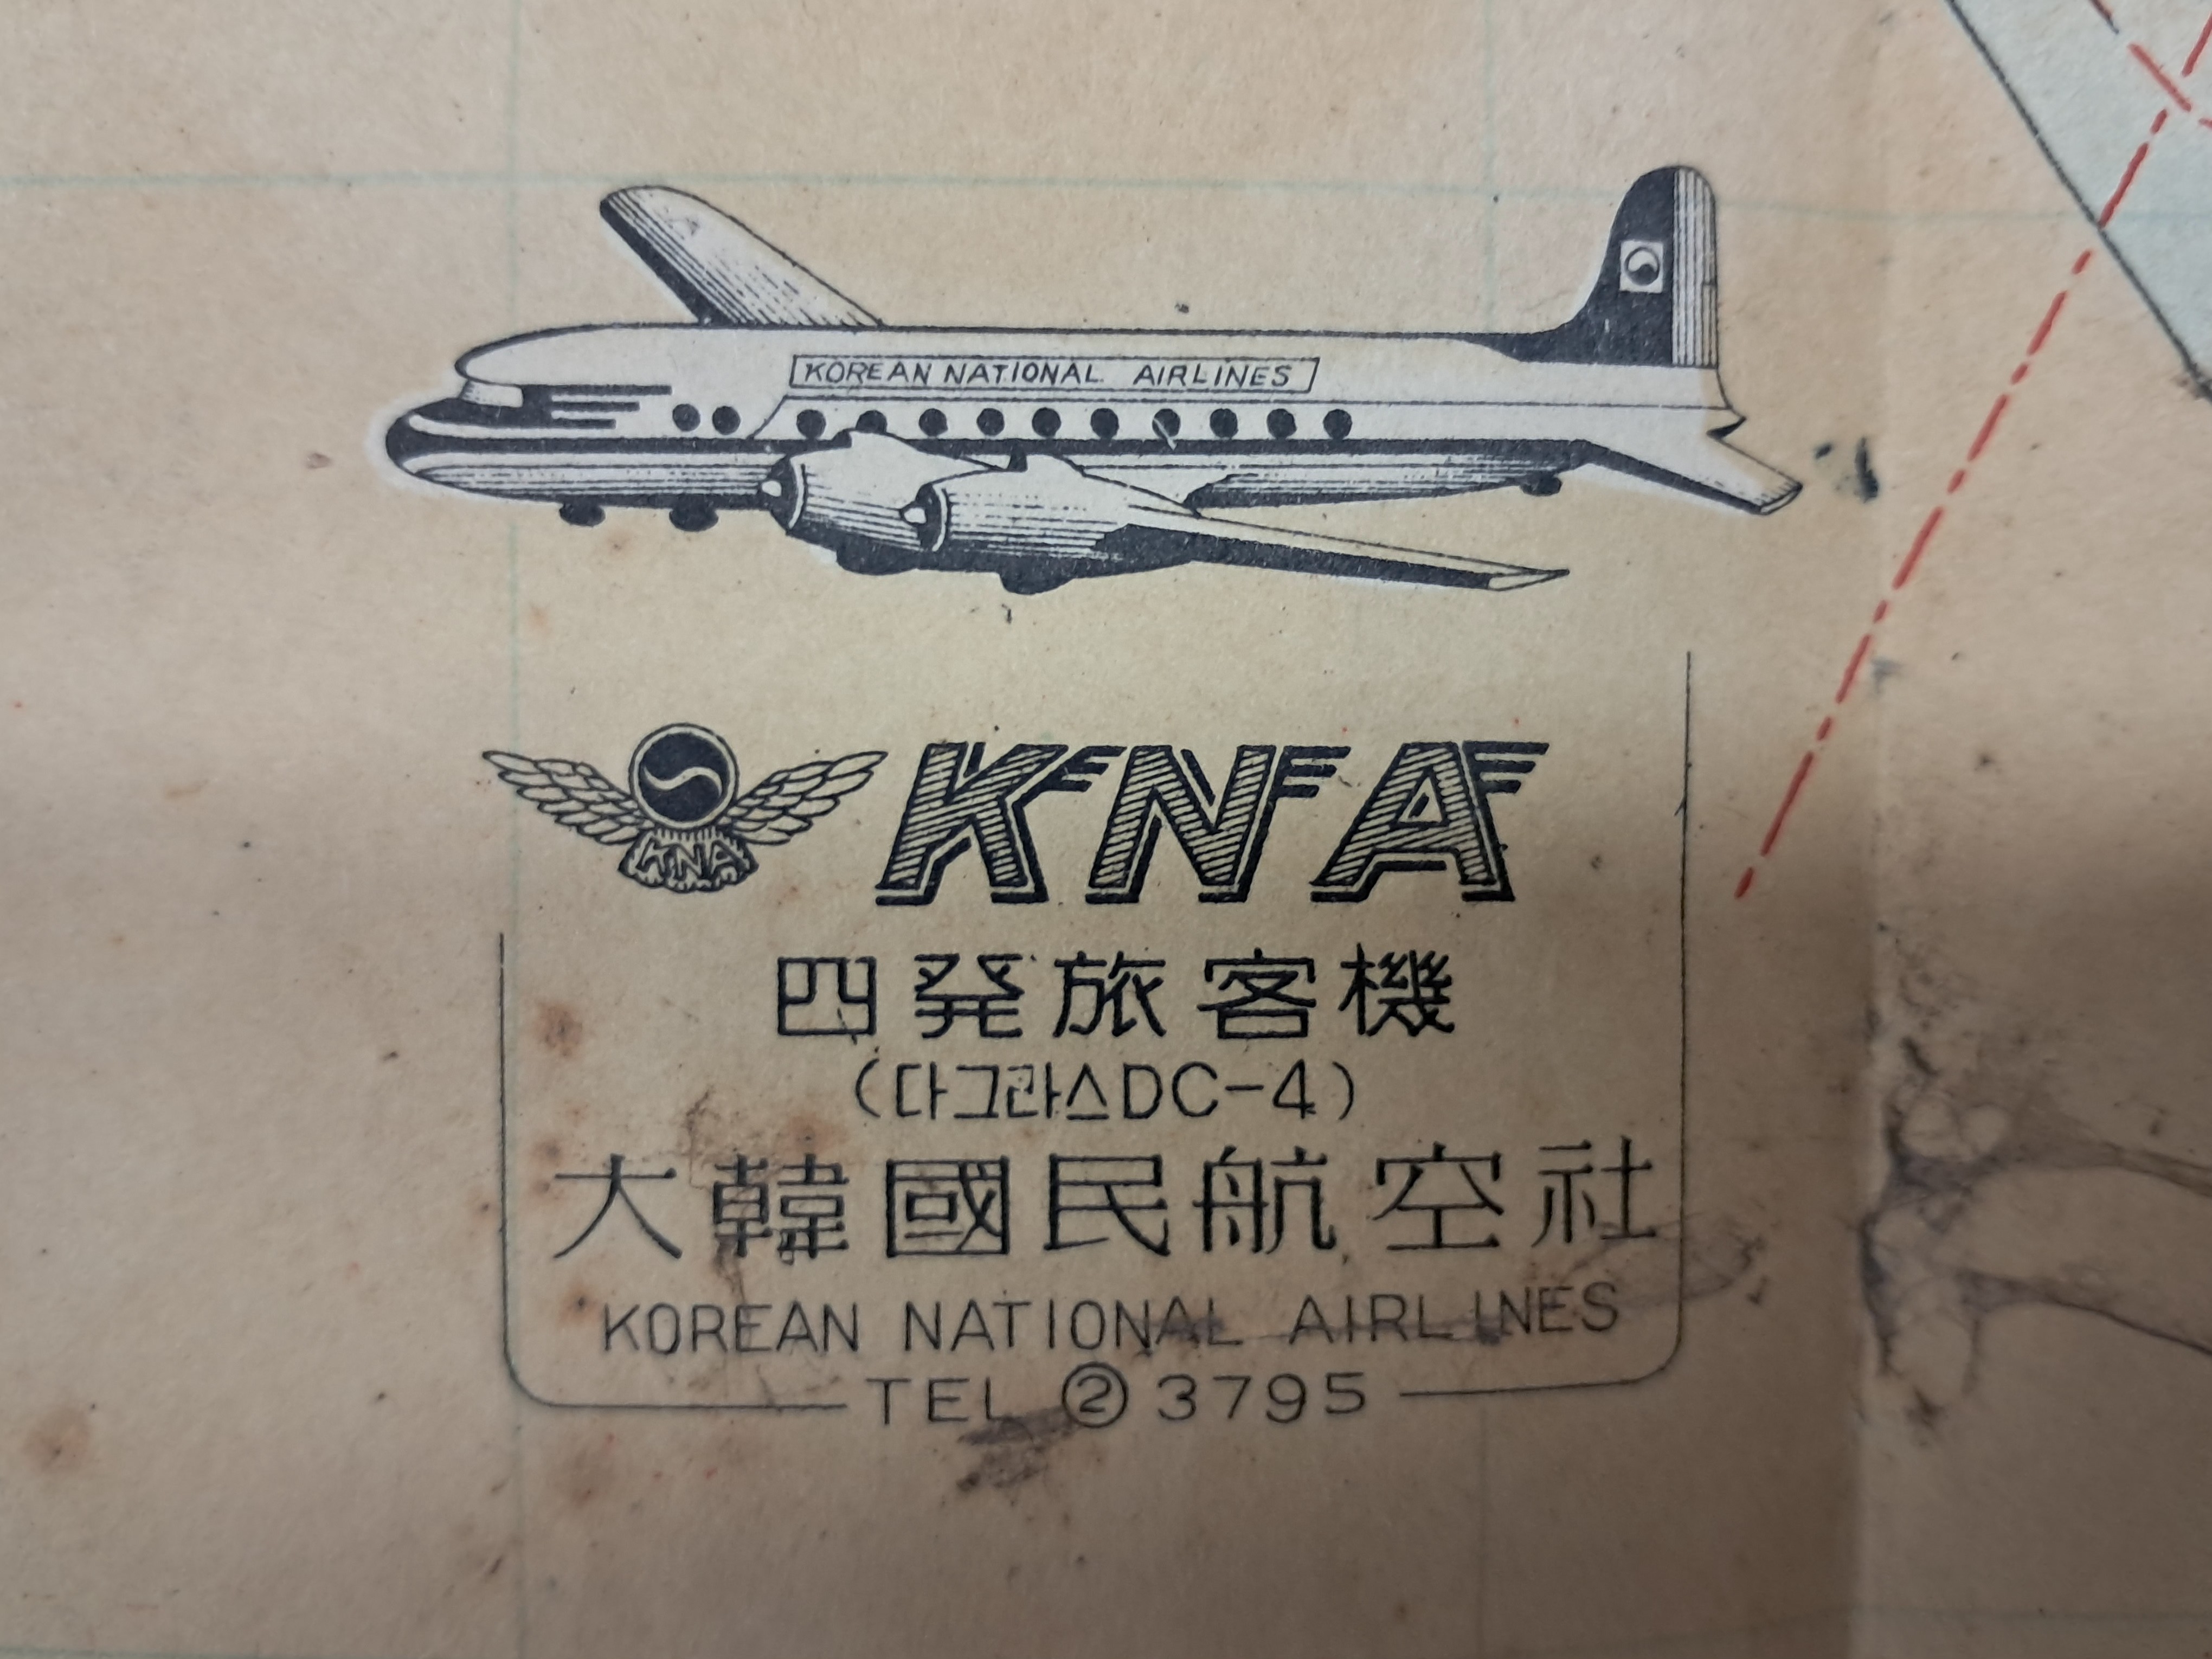 KOREAN NATIONAL AIRLINES
KNA
KNA
四発旅客機
(다그라스DC-4)
大韓國民航空社
KOREAN NATIONAL AIRLINES
TEL ② 3795